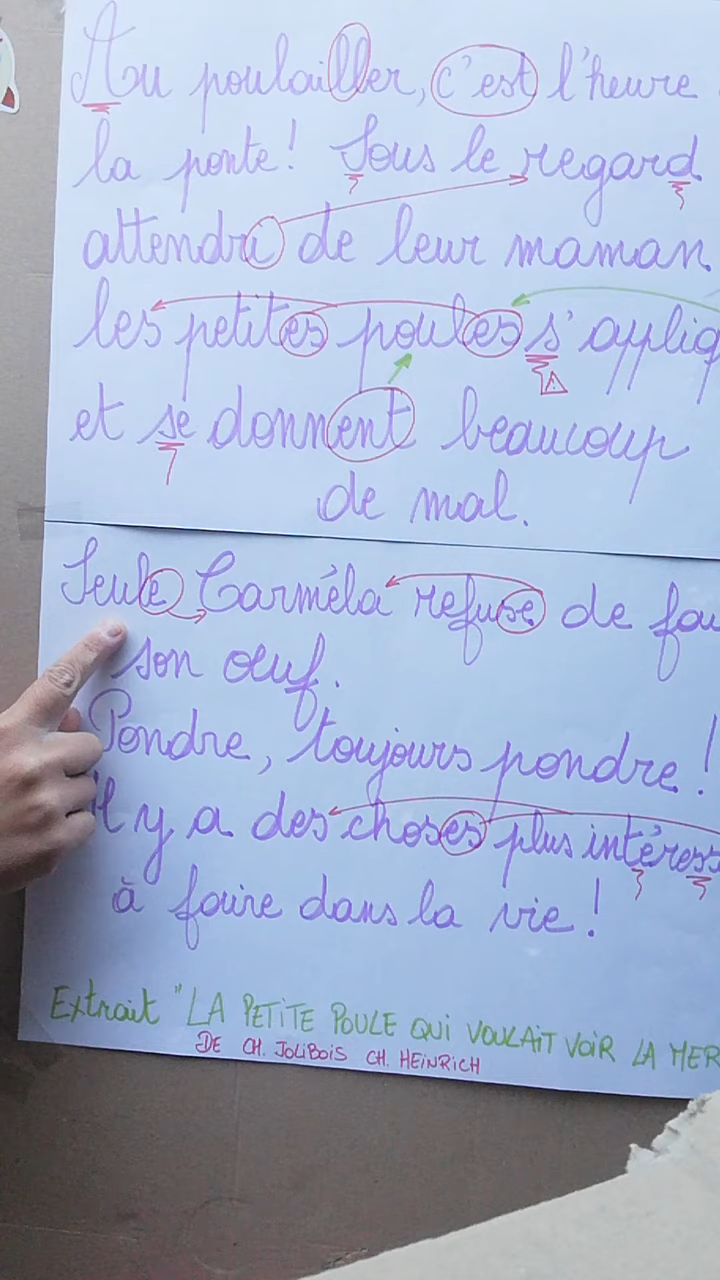 Au poulailler, c'est l'heure
la ponte! Sous le regard
attendri de leur maman
les petites poules s'appliq
et se donnent beaucoup
de mal.
Seule Carméla refuse de fai
son œuf.
Pondre, toujours pondre!
il y a des choses plus intéress
à faire dans la vie!
Extrait "LA PETITE POULE QUI VOULAIT VOIR LA MER
DE CH. JOLIBOIS CH. HEINRICH